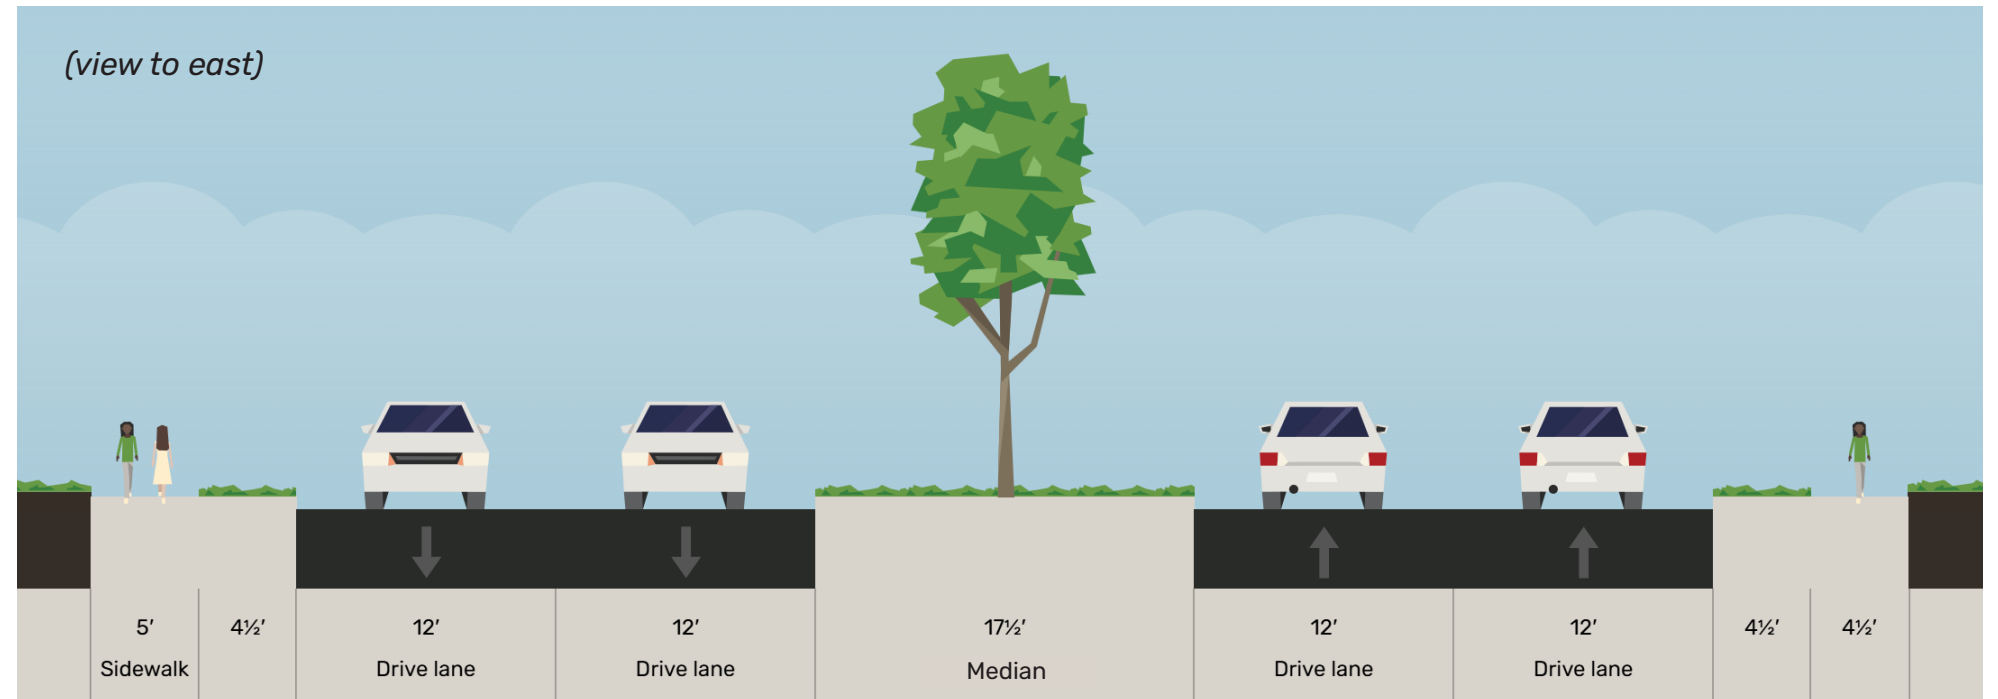 (view to east)
5′ 4½′ 12′ 12′ 17½′ 12′ 12′ 4½′ 4½′
Sidewalk Drive lane Drive lane Median Drive lane Drive lane